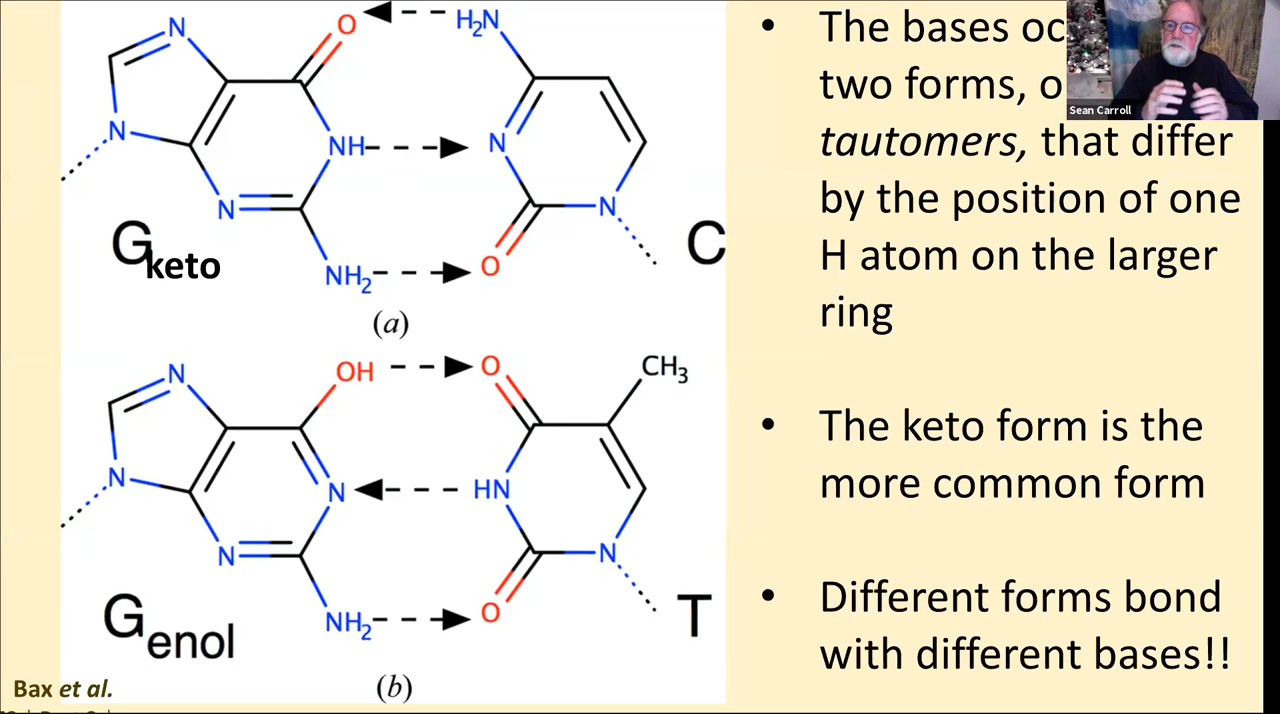 O
H₂N
N
NH
N
N
N
N
O
NH₂
G keto
C
(a)
OH
O
CH₃
N
N
HN
N
N
N
O
NH₂
G enol
T
(b)
Bax et al.
• The bases
two forms,
tautomers, that differ
by the position of one
H atom on the larger
ring
• The keto form is the
more common form
• Different forms bond
with different bases!!
Sean Carroll